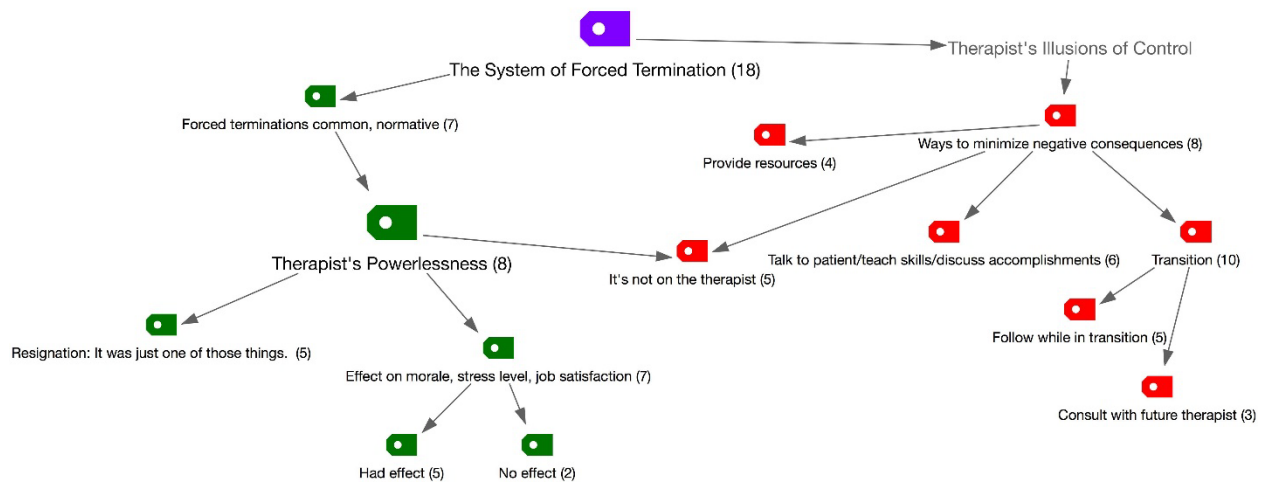 Therapist's Illusions of Control
The System of Forced Termination (18)
Forced terminations common, normative (7)
Ways to minimize negative consequences (8)
Provide resources (4)
Therapist's Powerlessness (8)
It's not on the therapist (5)
Talk to patient/teach skills/discuss accomplishments (6)
Transition (10)
Follow while in transition (5)
Resignation: It was just one of those things.  (5)
Effect on morale, stress level, job satisfaction (7)
Consult with future therapist (3)
Had effect (5)
No effect (2)